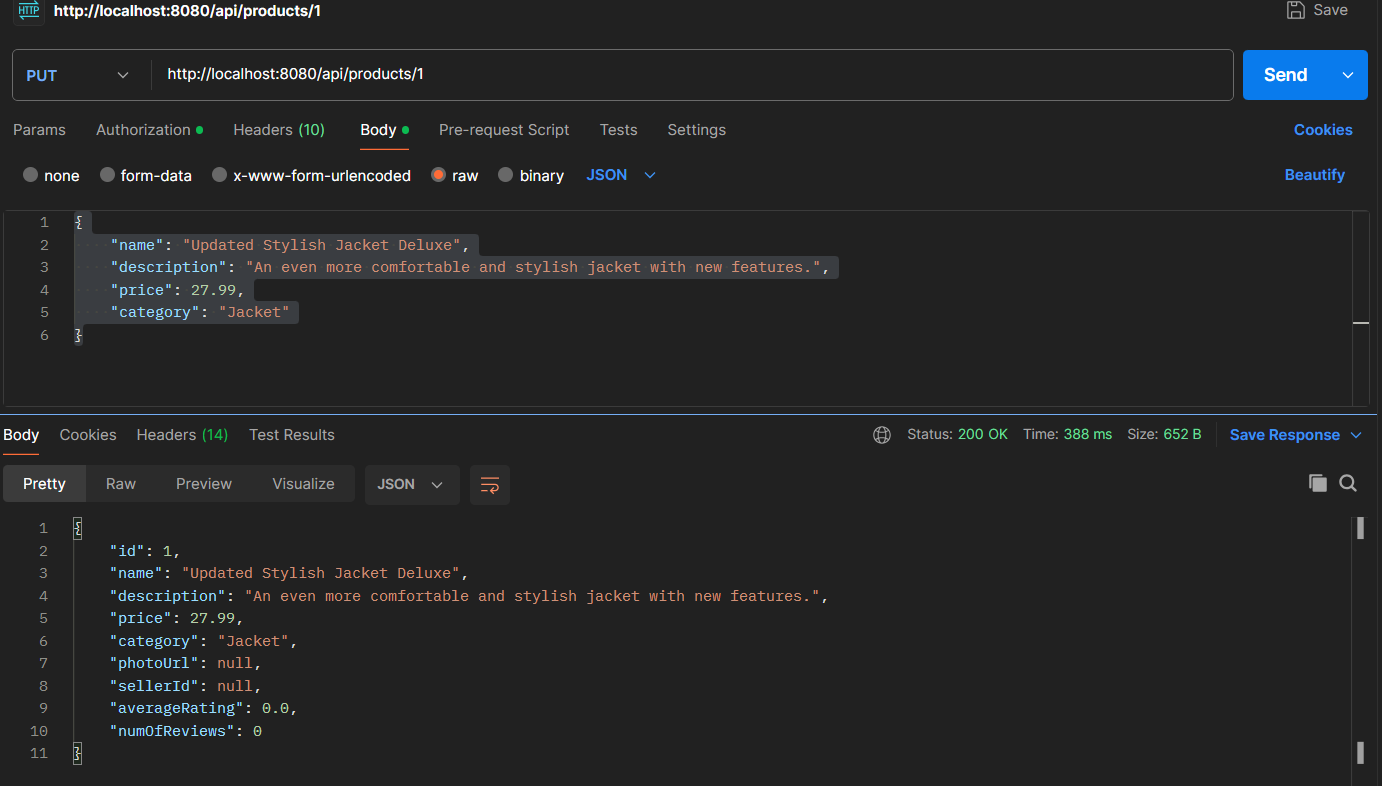 HTTP http://localhost:8080/api/products/1 Save
PUT http://localhost:8080/api/products/1 Send
Params Authorization Headers (10) Body Pre-request Script Tests Settings Cookies
none form-data x-www-form-urlencoded raw binary JSON Beautify
1 {
2 "name": "Updated Stylish Jacket Deluxe",
3 "description": "An even more comfortable and stylish jacket with new features.",
4 "price": 27.99,
5 "category": "Jacket"
6 }
Body Cookies Headers (14) Test Results Status: 200 OK Time: 388 ms Size: 652 B Save Response
Pretty Raw Preview Visualize JSON
1 {
2 "id": 1,
3 "name": "Updated Stylish Jacket Deluxe",
4 "description": "An even more comfortable and stylish jacket with new features.",
5 "price": 27.99,
6 "category": "Jacket",
7 "photoUrl": null,
8 "sellerId": null,
9 "averageRating": 0.0,
10 "numOfReviews": 0
11 }